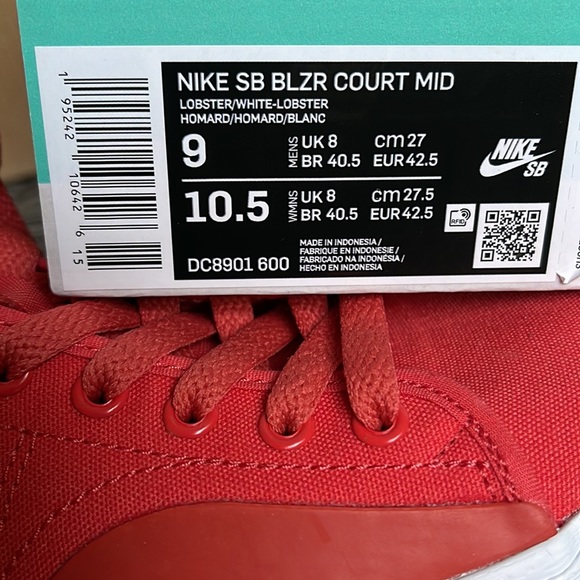 NIKE SB BLZR COURT MID
LOBSTER/WHITE-LOBSTER
HOMARD/HOMARD/BLANC
9 MENS UK 8 CM 27
BR 40.5 EUR 42.5
10.5 WMNS UK 8 CM 27.5
BR 40.5 EUR 42.5
DC8901 600
MADE IN INDONESIA /
FABRIQUE EN INDONESIE /
FABRICADO NA INDONÉSIA /
HECHO EN INDONESIA
RFID
NIKE
SB
1 95242 10642 6 15